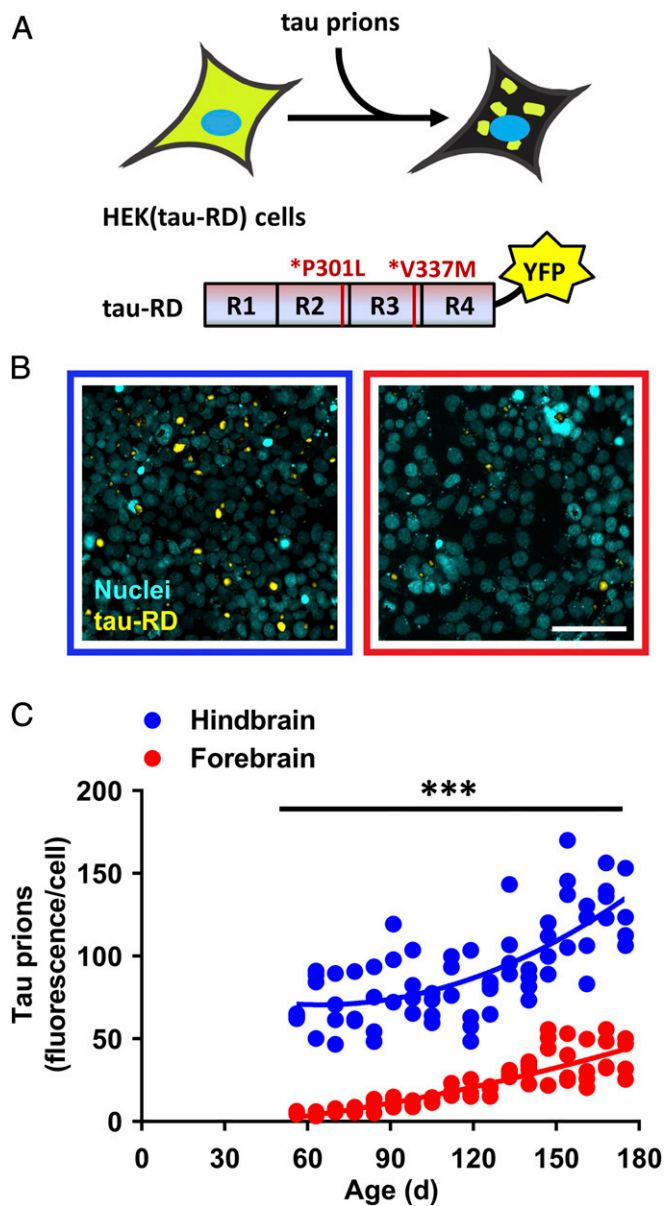 A
tau prions
HEK(tau-RD) cells
*P301L *V337M
YFP
tau-RD R1 R2 R3 R4
B
Nuclei
tau-RD
C
Hindbrain
Forebrain
***
200
150
100
50
0
Tau prions
(fluorescence/cell)
0 30 60 90 120 150 180
Age (d)